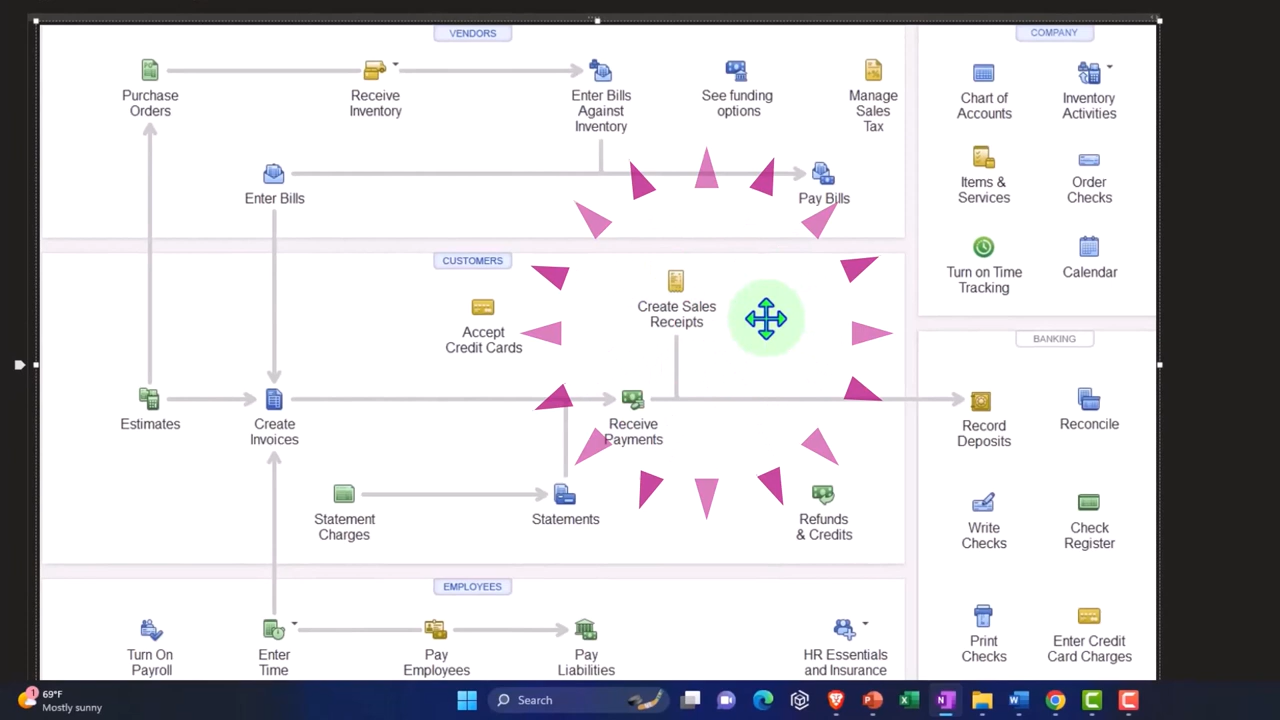 VENDORS
COMPANY
Purchase
Orders
Receive
Inventory
Enter Bills
Against
Inventory
See funding
options
Manage
Sales
Tax
Chart of
Accounts
Inventory
Activities
Enter Bills
Pay Bills
Items &
Services
Order
Checks
CUSTOMERS
Turn on Time
Tracking
Calendar
Accept
Credit Cards
Create Sales
Receipts
BANKING
Estimates
Create
Invoices
Receive
Payments
Record
Deposits
Reconcile
Statement
Charges
Statements
Refunds
& Credits
Write
Checks
Check
Register
EMPLOYEES
Turn On
Payroll
Enter
Time
Pay
Employees
Pay
Liabilities
HR Essentials
and Insurance
Print
Checks
Enter Credit
Card Charges
1
69°F
Mostly sunny
Search